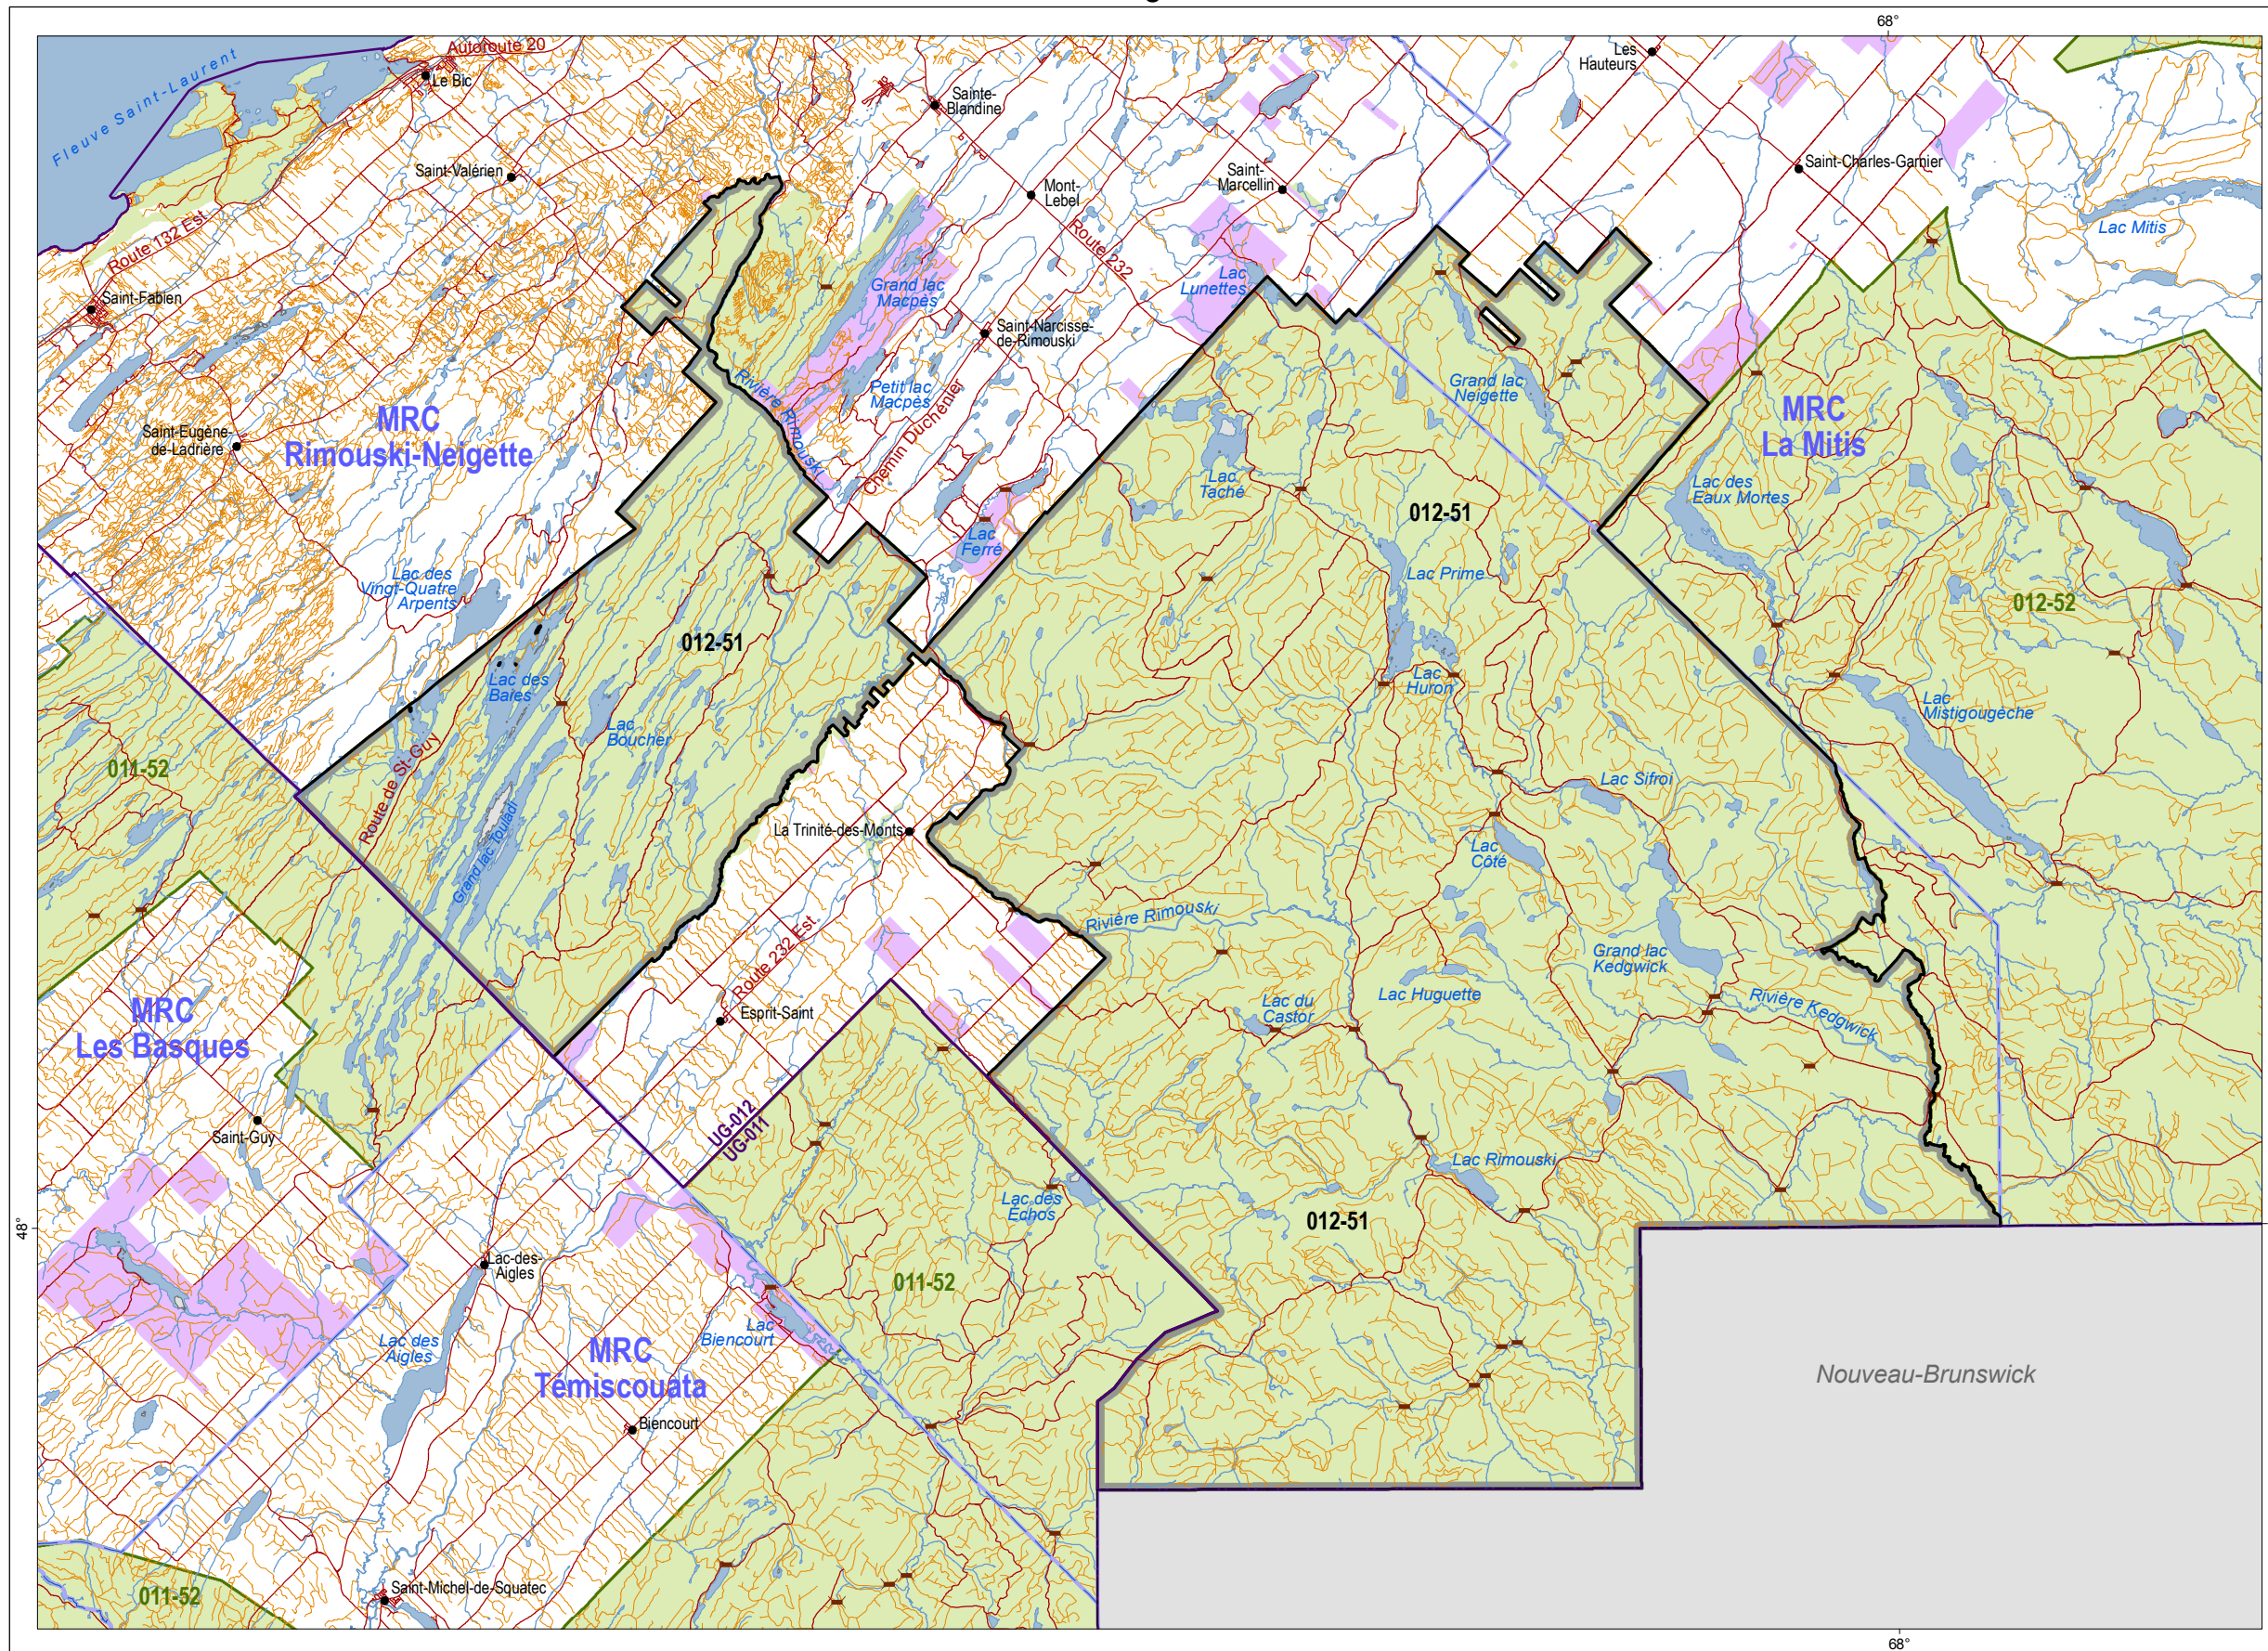 68°
Fleuve Saint-Laurent
Autoroute 20
Le Bic
Sainte-
Blandine
Les
Hauteurs
Saint-Valérien
Mont-
Lebel
Saint-
Marcellin
Saint-Charles-Garnier
Route 132 Est
Route 232
Lac Mitis
Saint-Fabien
Grand lac
Macpès
Lac
Lunettes
Saint-Narcisse-
de-Rimouski
Rivière Rimouski
Petit lac
Macpès
Chemin Duchénier
Grand lac
Neigette
MRC
Rimouski-Neigette
Saint-Eugène-
de-Ladrière
MRC
La Mitis
Lac
Taché
Lac des
Eaux Mortes
012-51
Lac
Ferré
Lac des
Vingt-Quatre
Arpents
Lac Prime
012-52
012-51
Lac des
Baies
Lac
Huron
Lac
Boucher
Lac
Mistigougèche
Route de St-Guy
011-52
Lac Sifroi
Grand lac Touladi
La Trinité-des-Monts
Lac
Côté
Rivière Rimouski
Route 232 Est
Grand lac
Kedgwick
Lac Huguette
Rivière Kedgwick
Lac du
Castor
Esprit-Saint
MRC
Les Basques
UG-012
UG-011
Saint-Guy
Lac Rimouski
Lac des
Échos
012-51
48°
Lac-des-
Aigles
011-52
Lac des
Aigles
Lac
Biencourt
MRC
Témiscouata
Nouveau-Brunswick
Biencourt
Saint-Michel-de-Squatec
011-52
68°